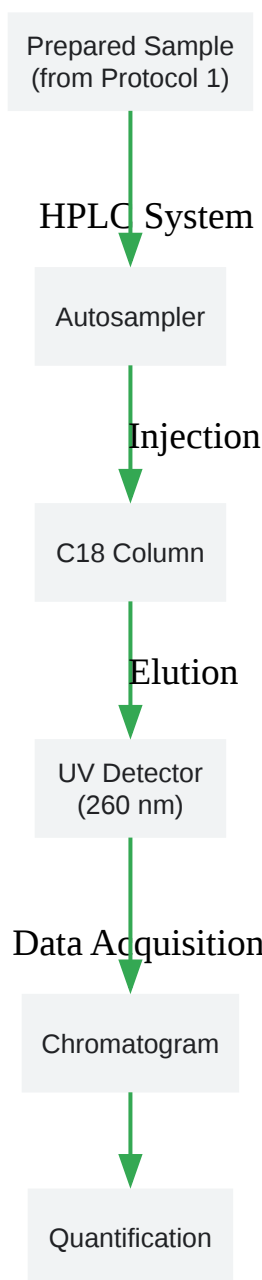 Prepared Sample
(from Protocol 1)
HPLC System
Autosampler
Injection
C18 Column
Elution
UV Detector
(260 nm)
Data Acquisition
Chromatogram
Quantification